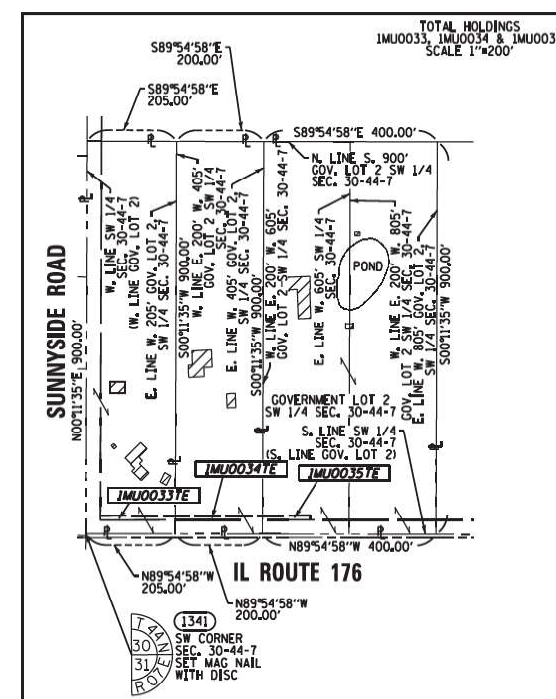 TOTAL HOLDINGS
1MU0033, 1MU0034 & 1MU003
SCALE 1"=200'
S89°54'58"E
200.00'
S89°54'58"E
205.00'
S89°54'58"E 400.00'
N. LINE S. 900'
GOV. LOT 2 SW 1/4
SEC. 30-44-7
W. LINE SW 1/4
SEC. 30-44-7
(W. LINE GOV. LOT 2)
E. LINE W. 205' GOV. LOT 2,
SW 1/4 SEC. 30-44-7
S00°11'35"W 900.00'
W. LINE E. 200' W. 405'
GOV. LOT 2 SW 1/4
SEC. 30-44-7
E. LINE W. 405' GOV. LOT 2,
SW 1/4 SEC. 30-44-7
S00°11'35"W 900.00'
W. LINE E. 200' W. 605'
GOV. LOT 2 SW 1/4 SEC. 30-44-7
E. LINE W. 605' SW 1/4
SEC. 30-44-7
POND
W. LINE E. 200' W. 805'
GOV. LOT 2 SW 1/4 SEC. 30-44-7
E. LINE W. 805' GOV. LOT 2,
SW 1/4 SEC. 30-44-7
S00°11'35"W 900.00'
SUNNYSIDE ROAD
N00°11'35"E 900.00'
GOVERNMENT LOT 2
SW 1/4 SEC. 30-44-7
S. LINE SW 1/4
SEC. 30-44-7
(S. LINE GOV. LOT 2)
1MU0034TE
1MU0035TE
1MU0033TE
N89°54'58"W 400.00'
N89°54'58"W
205.00'
IL ROUTE 176
N89°54'58"W
200.00'
T44N
30
31
R07E
1341
SW CORNER
SEC. 30-44-7
SET MAG NAIL
WITH DISC